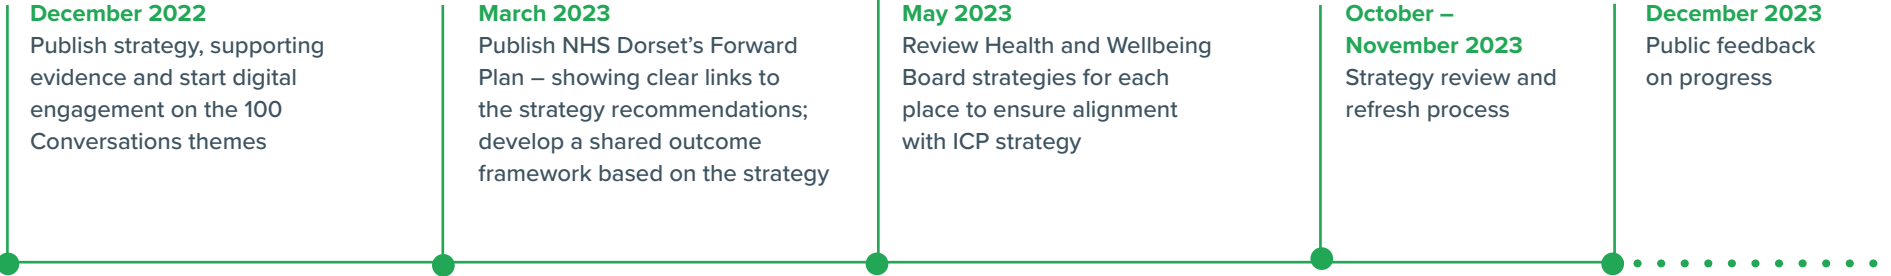 December 2022
Publish strategy, supporting
evidence and start digital
engagement on the 100
Conversations themes
March 2023
Publish NHS Dorset’s Forward
Plan – showing clear links to
the strategy recommendations;
develop a shared outcome
framework based on the strategy
May 2023
Review Health and Wellbeing
Board strategies for each
place to ensure alignment
with ICP strategy
October –
November 2023
Strategy review and
refresh process
December 2023
Public feedback
on progress